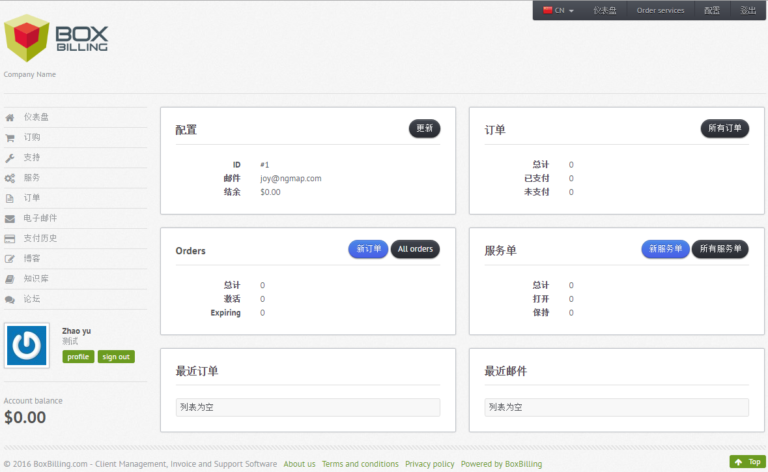 CN 仪表盘 Order services 配置 登出
BOX
BILLING
Company Name
仪表盘
订购
支持
服务
订单
电子邮件
支付历史
博客
知识库
论坛
Zhao yu
测试
profile sign out
Account balance
$0.00
配置 更新
ID #1
邮件 joy@ngmap.com
结余 $0.00
订单 所有订单
总计 0
已支付 0
未支付 0
Orders 新订单 All orders
总计 0
激活 0
Expiring 0
服务单 新服务单 所有服务单
总计 0
打开 0
保持 0
最近订单
列表为空
最近邮件
列表为空
© 2016 BoxBilling.com - Client Management, Invoice and Support Software About us Terms and conditions Privacy policy Powered by BoxBilling Top